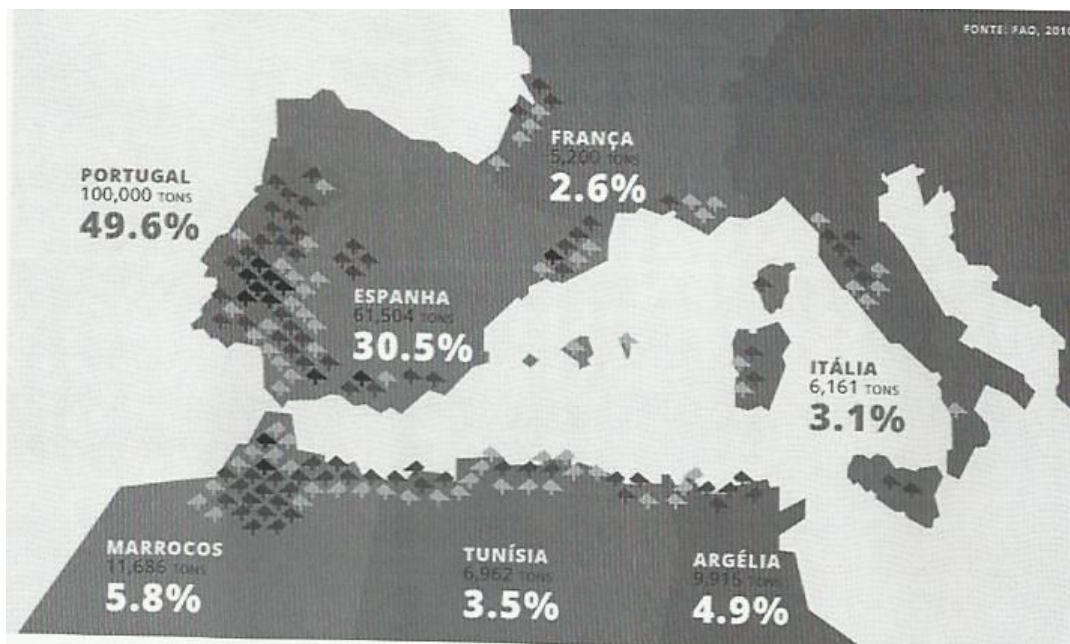 FONTE: FAO, 2010
FRANÇA
5,200 TONS
2.6%
PORTUGAL
100,000 TONS
49.6%
ESPANHA
61,504 TONS
30.5%
ITÁLIA
6,161 TONS
3.1%
MARROCOS
11,686 TONS
5.8%
TUNÍSIA
6,962 TONS
3.5%
ARGÉLIA
9,915 TONS
4.9%